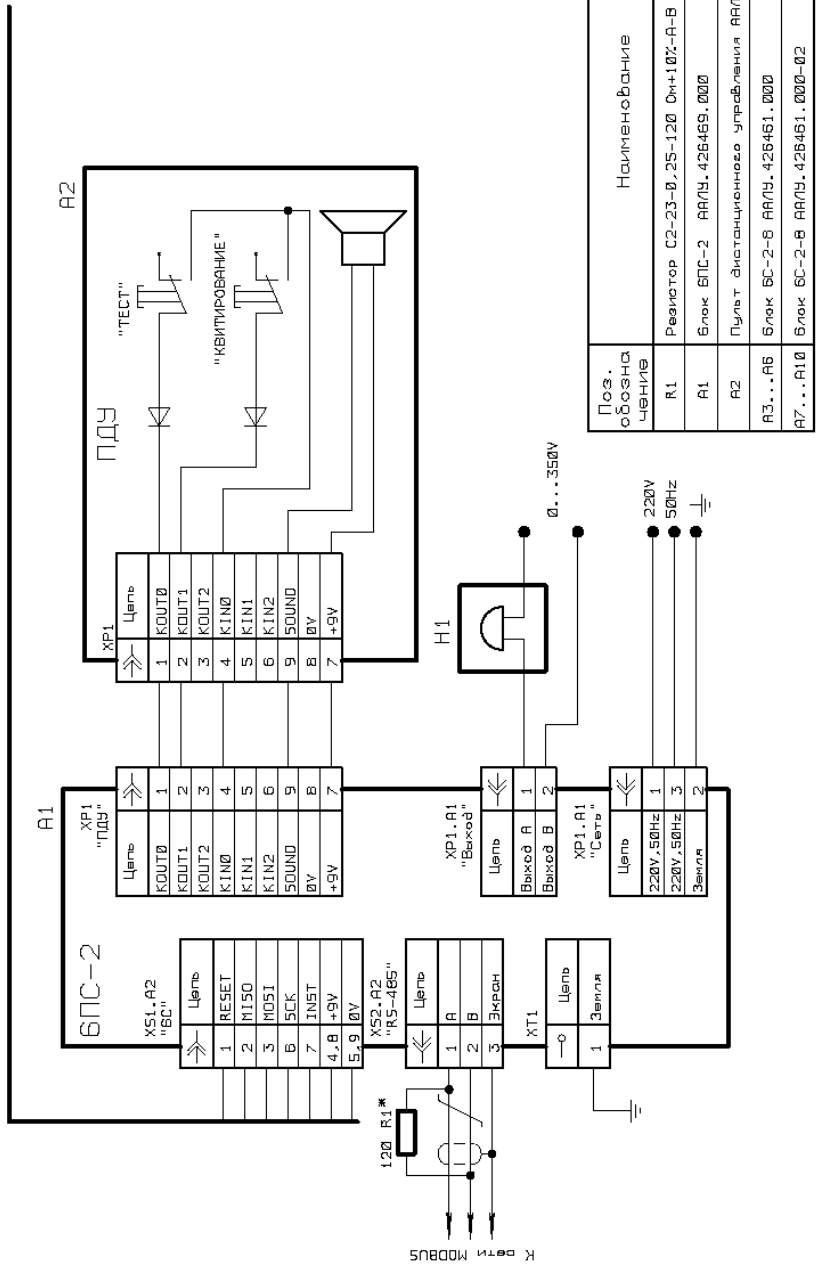 A1
A2
БПС-2
ПДУ
XS1.A2
"БС"
Цепь
1 RESET
2 MISO
3 MOSI
6 SCK
7 INST
4,8 +9V
5,9 0V
XS2.A2
"RS-485"
Цепь
1 A
2 B
3 Экран
XT1
Цепь
1 Земля
120 R1*
К сети MODBUS
XP1
"ПДУ"
Цепь
KOUT0 1
KOUT1 2
KOUT2 3
KIN0 4
KIN1 5
KIN2 6
SOUND 9
0V 8
+9V 7
XP1.A1
"Выход"
Цепь
Выход A 1
Выход B 2
XP1.A1
"Сеть"
Цепь
220V,50Hz 1
220V,50Hz 3
Земля 2
XP1
Цепь
1 KOUT0
2 KOUT1
3 KOUT2
4 KIN0
5 KIN1
6 KIN2
9 SOUND
8 0V
7 +9V
"ТЕСТ"
"КВИТИРОВАНИЕ"
H1
0...350V
220V
50Hz
Поз. обозна чение
Наименование
R1 Резистор С2-23-0,25-120 Ом+10%-А-В
A1 Блок БПС-2 ААЛУ.426469.000
A2 Пульт дистанционного управления
A3...A6 Блок БС-2-8 ААЛУ.426461.000
A7...A10 Блок БС-2-8 ААЛУ.426461.000-02